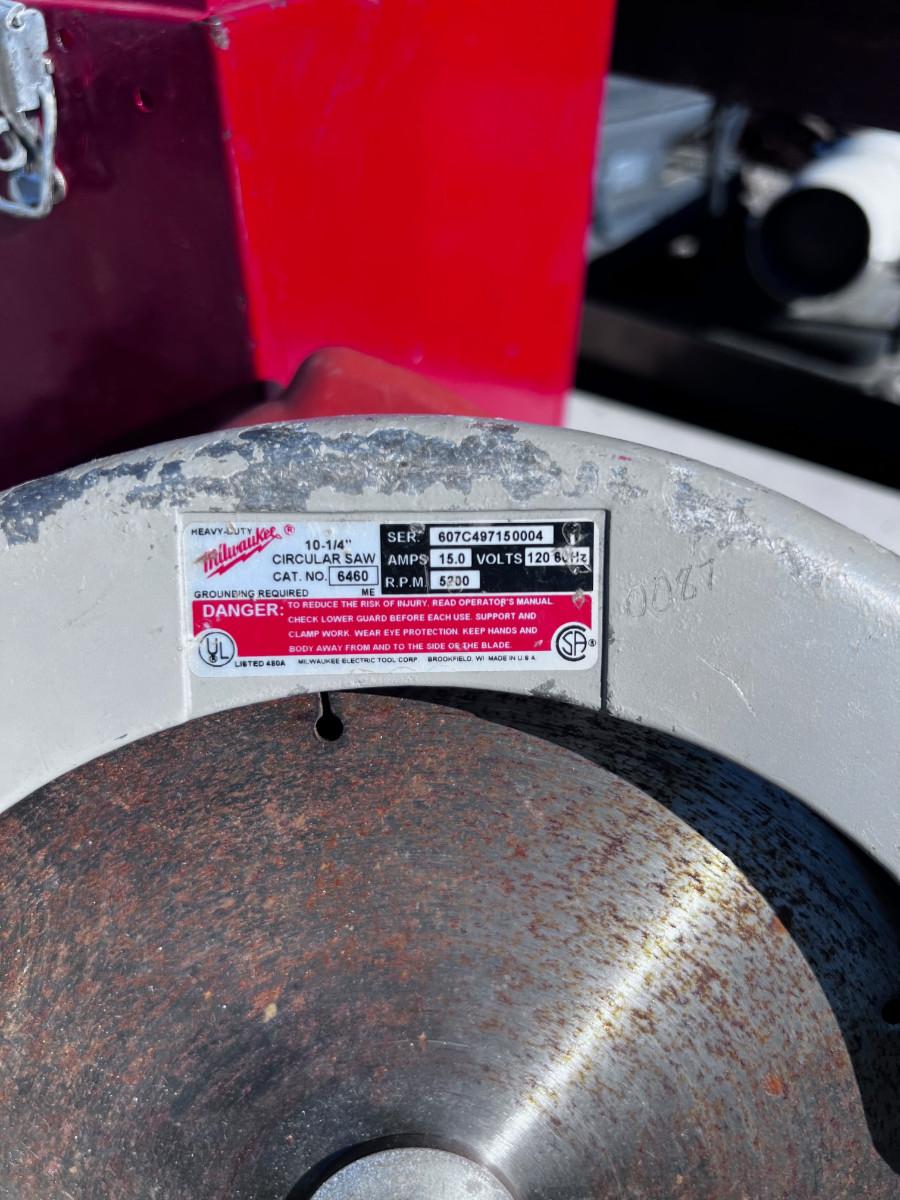 HEAVY-DUTY
Milwaukee®
10-1/4"
CIRCULAR SAW
CAT. NO. 6460
ME
GROUNDING REQUIRED
SER. 607C497150004
AMPS 15.0 VOLTS 120 60Hz
R.P.M. 5200
DANGER: TO REDUCE THE RISK OF INJURY. READ OPERATOR'S MANUAL.
CHECK LOWER GUARD BEFORE EACH USE. SUPPORT AND
CLAMP WORK. WEAR EYE PROTECTION. KEEP HANDS AND
BODY AWAY FROM AND TO THE SIDE OF THE BLADE.
UL LISTED 480A MILWAUKEE ELECTRIC TOOL CORP. BROOKFIELD, WI MADE IN U.S.A.
SA®
0087